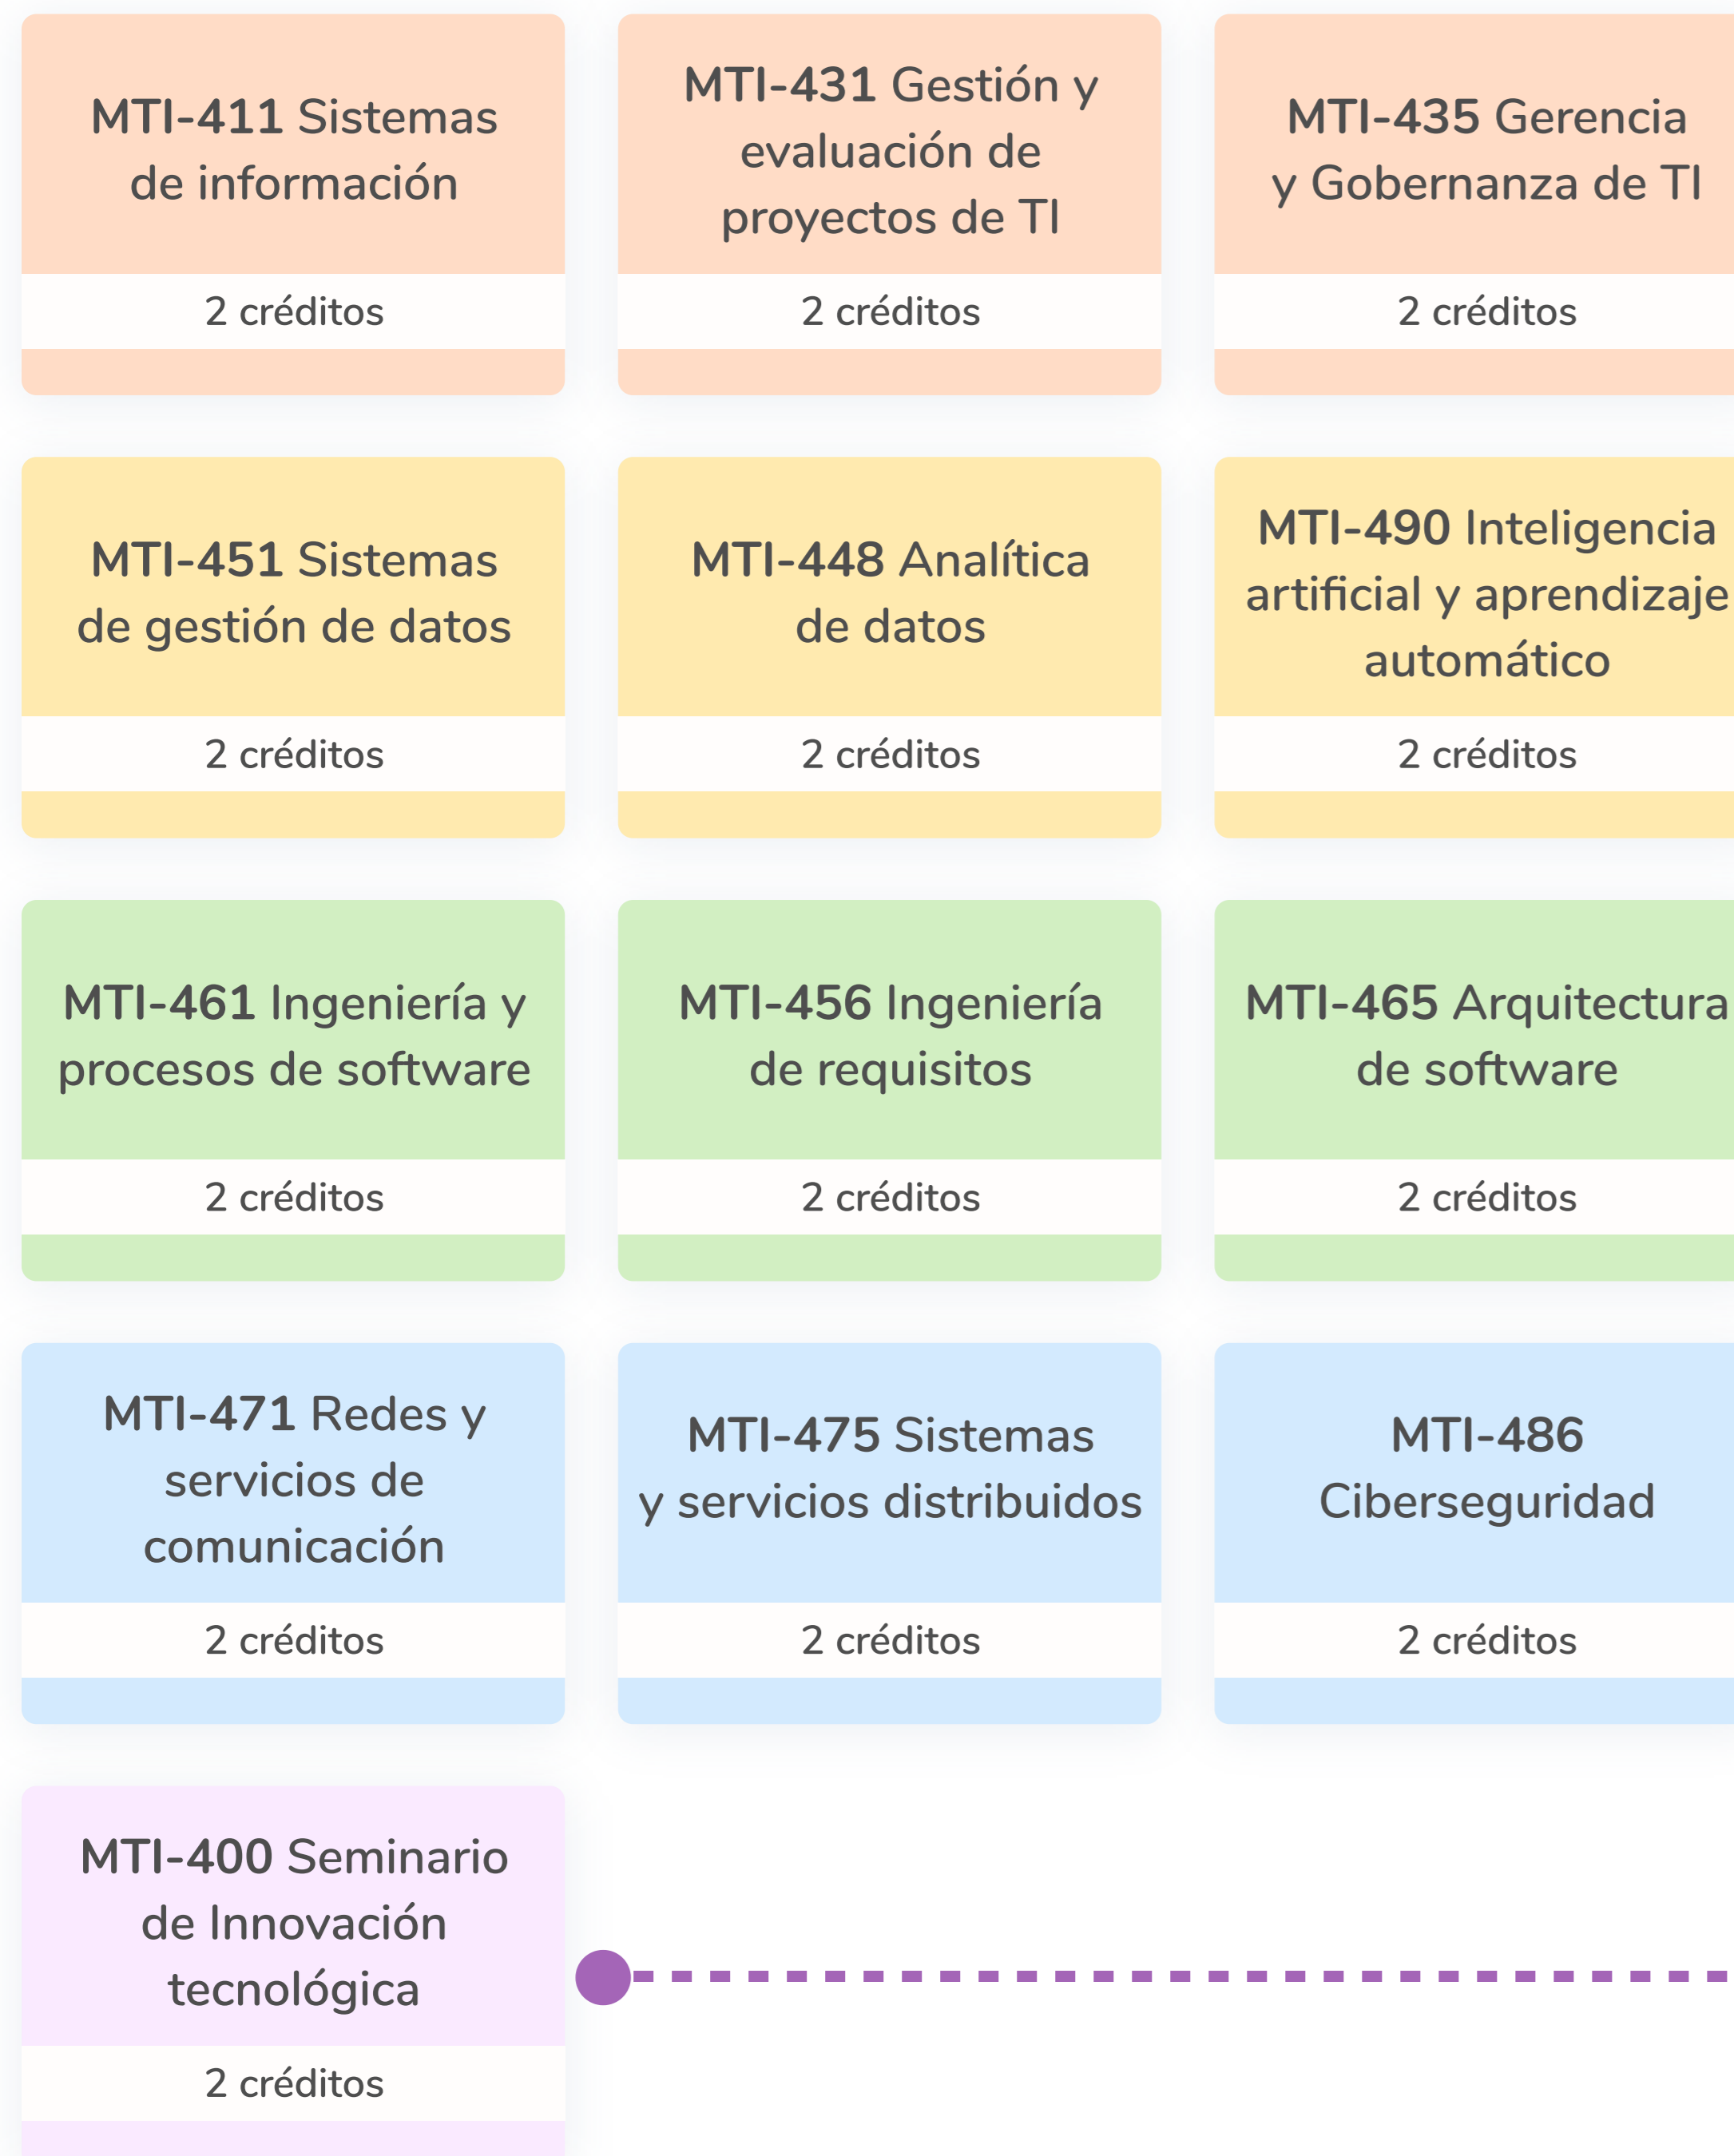 MTI-411 Sistemas
de información
2 créditos
MTI-431 Gestión y
evaluación de
proyectos de TI
2 créditos
MTI-435 Gerencia
y Gobernanza de TI
2 créditos
MTI-451 Sistemas
de gestión de datos
2 créditos
MTI-448 Analítica
de datos
2 créditos
MTI-490 Inteligencia
artificial y aprendizaje
automático
2 créditos
MTI-461 Ingeniería y
procesos de software
2 créditos
MTI-456 Ingeniería
de requisitos
2 créditos
MTI-465 Arquitectura
de software
2 créditos
MTI-471 Redes y
servicios de
comunicación
2 créditos
MTI-475 Sistemas
y servicios distribuidos
2 créditos
MTI-486
Ciberseguridad
2 créditos
MTI-400 Seminario
de Innovación
tecnológica
2 créditos